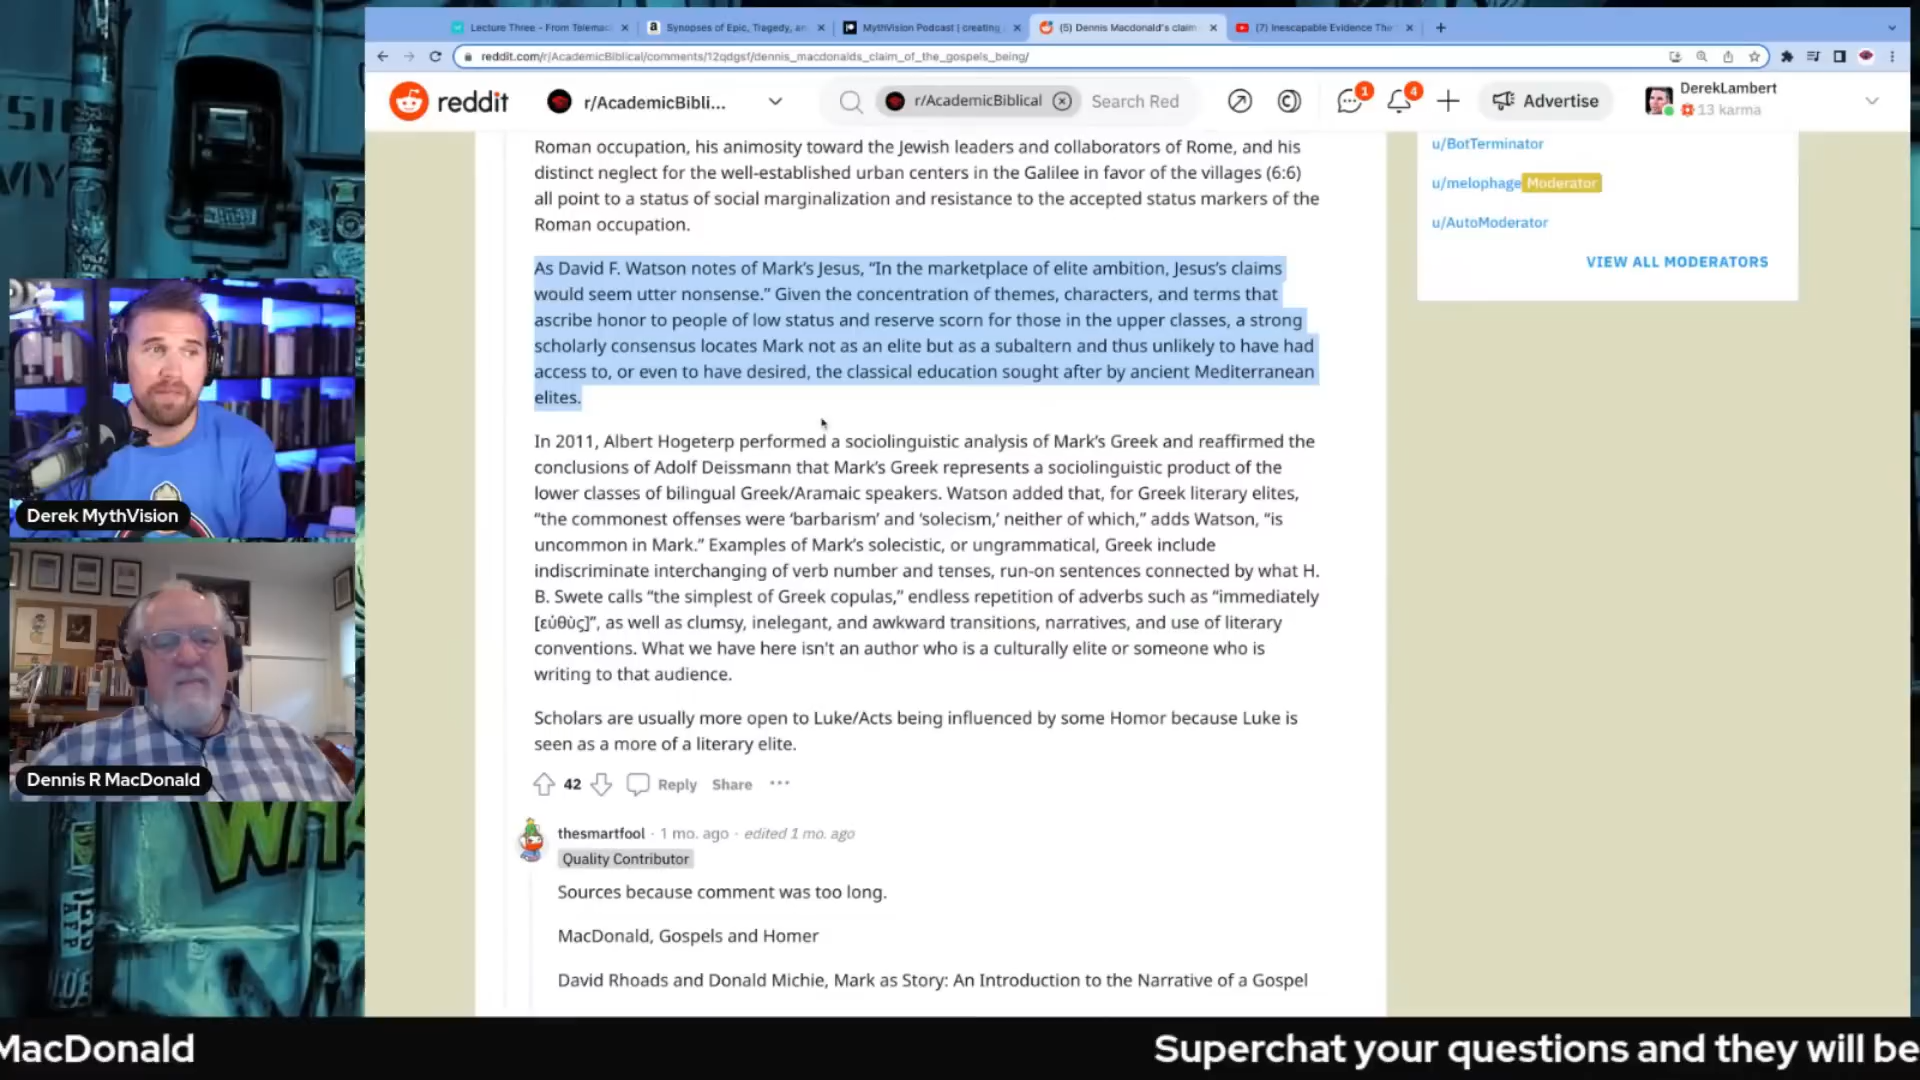 Lecture Three - From Telemac
Synopses of Epic, Tragedy, an
MythVision Podcast | creating
(5) Dennis Macdonald's claim
(7) Inescapable Evidence The
reddit.com/r/AcademicBiblical/comments/12qdgsf/dennis_macdonalds_claim_of_the_gospels_being/
reddit
r/AcademicBibli...
r/AcademicBiblical
Search Red
1
4
Advertise
DerekLambert
13 karma
Roman occupation, his animosity toward the Jewish leaders and collaborators of Rome, and his
distinct neglect for the well-established urban centers in the Galilee in favor of the villages (6:6)
all point to a status of social marginalization and resistance to the accepted status markers of the
Roman occupation.
As David F. Watson notes of Mark's Jesus, “In the marketplace of elite ambition, Jesus's claims
would seem utter nonsense.” Given the concentration of themes, characters, and terms that
ascribe honor to people of low status and reserve scorn for those in the upper classes, a strong
scholarly consensus locates Mark not as an elite but as a subaltern and thus unlikely to have had
access to, or even to have desired, the classical education sought after by ancient Mediterranean
elites.
In 2011, Albert Hogeterp performed a sociolinguistic analysis of Mark's Greek and reaffirmed the
conclusions of Adolf Deissmann that Mark's Greek represents a sociolinguistic product of the
lower classes of bilingual Greek/Aramaic speakers. Watson added that, for Greek literary elites,
“the commonest offenses were ‘barbarism’ and ‘solecism,’ neither of which,” adds Watson, “is
uncommon in Mark.” Examples of Mark's solecistic, or ungrammatical, Greek include
indiscriminate interchanging of verb number and tenses, run-on sentences connected by what H.
B. Swete calls “the simplest of Greek copulas,” endless repetition of adverbs such as “immediately
[εὐθὺς]”, as well as clumsy, inelegant, and awkward transitions, narratives, and use of literary
conventions. What we have here isn't an author who is a culturally elite or someone who is
writing to that audience.
Scholars are usually more open to Luke/Acts being influenced by some Homor because Luke is
seen as a more of a literary elite.
42
Reply
Share
thesmartfool · 1 mo. ago · edited 1 mo. ago
Quality Contributor
Sources because comment was too long.
MacDonald, Gospels and Homer
David Rhoads and Donald Michie, Mark as Story: An Introduction to the Narrative of a Gospel
u/BotTerminator
u/melophage Moderator
u/AutoModerator
VIEW ALL MODERATORS
Derek MythVision
Dennis R MacDonald
MacDonald
Superchat your questions and they will be